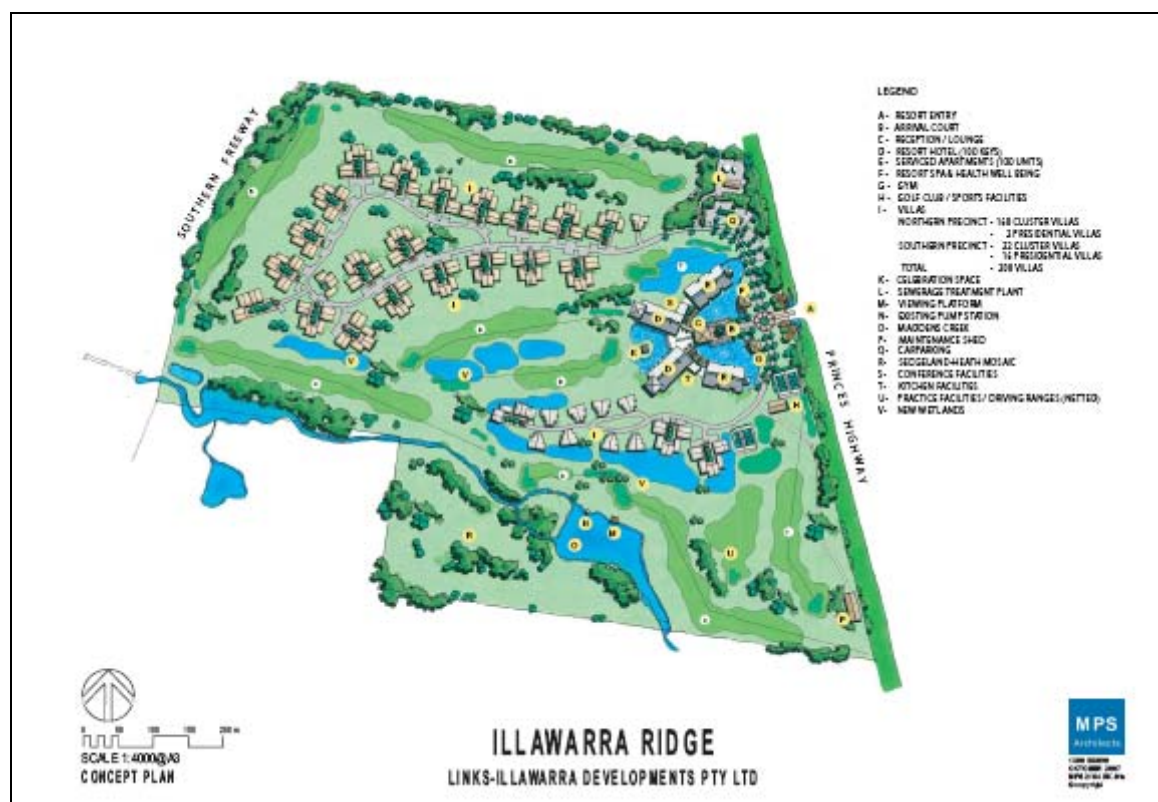 SOUTHERN FREEWAY
PRINCES HIGHWAY
LEGEND
A- RESORT ENTRY
B- ARRIVAL COURT
C- RECEPTION / LOUNGE
D- RESORT HOTEL (100 KEYS)
E- SERVICED APARTMENTS (100 UNITS)
F- RESORT SPA & HEALTH WELL BEING
G- GYM
H- GOLF CLUB / SPORTS FACILITIES
I- VILLAS
NORTHERN PRECINCT - 168 CLUSTER VILLAS
- 2 PRESIDENTIAL VILLAS
SOUTHERN PRECINCT - 22 CLUSTER VILLAS
- 16 PRESIDENTIAL VILLAS
TOTAL - 208 VILLAS
K- CELEBRATION SPACE
L- SEWERAGE TREATMENT PLANT
M- VIEWING PLATFORM
N- EXISTING PUMP STATION
O- MADDENS CREEK
P- MAINTENANCE SHED
Q- CARPARKING
R- SEDGELAND-HEATH MOSAIC
S- CONFERENCE FACILITIES
T- KITCHEN FACILITIES
U- PRACTICE FACILITIES / DRIVING RANGES (NETTED)
V- NEW WETLANDS
SCALE 1:4000@A3
CONCEPT PLAN
ILLAWARRA RIDGE
LINKS-ILLAWARRA DEVELOPMENTS PTY LTD
MPS
Architects
OCTOBER 2007
Copyright